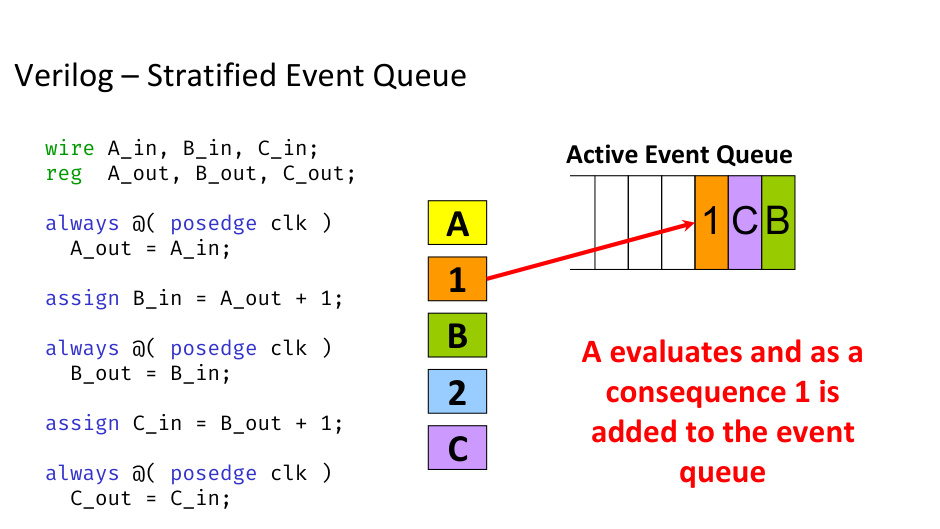 Verilog – Stratified Event Queue
wire A_in, B_in, C_in;
reg  A_out, B_out, C_out;
always @( posedge clk )
  A_out = A_in;
assign B_in = A_out + 1;
always @( posedge clk )
  B_out = B_in;
assign C_in = B_out + 1;
always @( posedge clk )
  C_out = C_in;
A
1
B
2
C
Active Event Queue
1 C B
A evaluates and as a
consequence 1 is
added to the event
queue